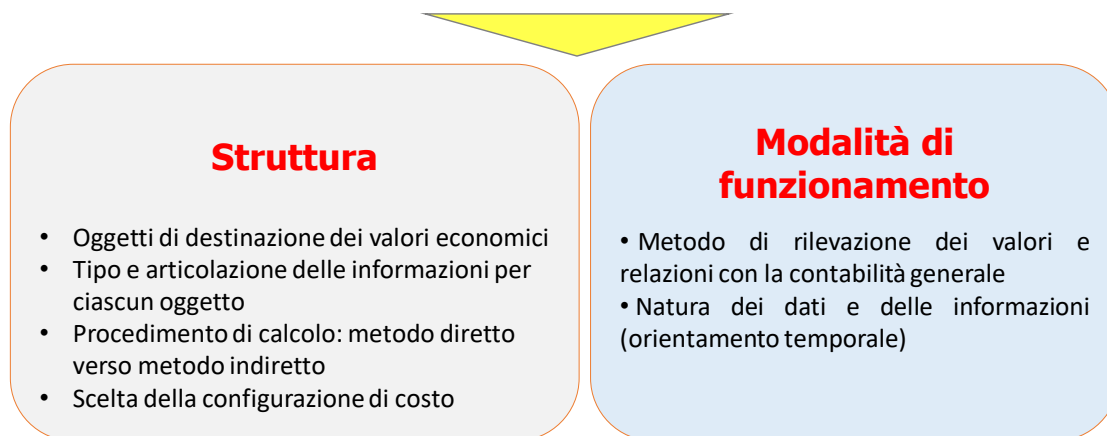 Struttura
• Oggetti di destinazione dei valori economici
• Tipo e articolazione delle informazioni per
ciascun oggetto
• Procedimento di calcolo: metodo diretto
verso metodo indiretto
• Scelta della configurazione di costo
Modalità di
funzionamento
• Metodo di rilevazione dei valori e
relazioni con la contabilità generale
• Natura dei dati e delle informazioni
(orientamento temporale)